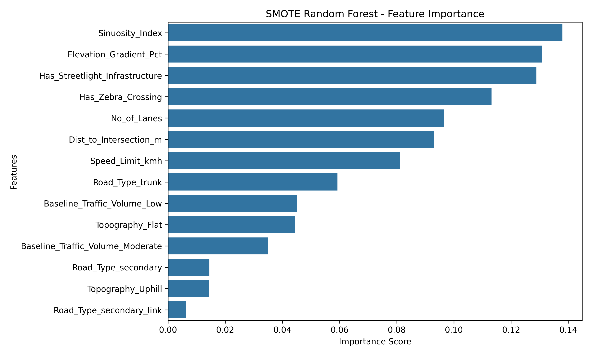 SMOTE Random Forest - Feature Importance
Features
Sinuosity_Index
Elevation_Gradient_Pct
Has_Streetlight_Infrastructure
Has_Zebra_Crossing
No_of_Lanes
Dist_to_Intersection_m
Speed_Limit_kmh
Road_Type_trunk
Baseline_Traffic_Volume_Low
Topography_Flat
Baseline_Traffic_Volume_Moderate
Road_Type_secondary
Topography_Uphill
Road_Type_secondary_link
0.00 0.02 0.04 0.06 0.08 0.10 0.12 0.14
Importance Score